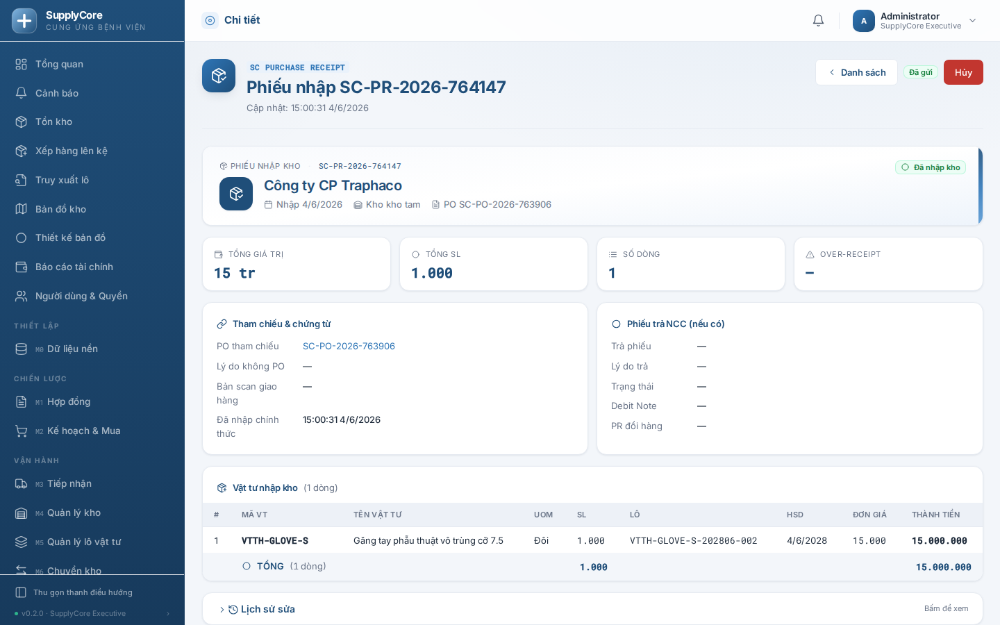 SupplyCore
CUNG ỨNG BỆNH VIỆN
Tổng quan
Cảnh báo
Tồn kho
Xếp hàng lên kệ
Truy xuất lô
Bản đồ kho
Thiết kế bản đồ
Báo cáo tài chính
Người dùng & Quyền
THIẾT LẬP
M0 Dữ liệu nền
CHIẾN LƯỢC
M1 Hợp đồng
M2 Kế hoạch & Mua
VẬN HÀNH
M3 Tiếp nhận
M4 Quản lý kho
M5 Quản lý lô vật tư
M6 Chuyển kho
Thu gọn thanh điều hướng
v0.2.0 · SupplyCore Executive
Chi tiết
A
Administrator
SupplyCore Executive
SC PURCHASE RECEIPT
Phiếu nhập SC-PR-2026-764147
Cập nhật: 15:00:31 4/6/2026
Danh sách
Đã gửi
Hủy
PHIẾU NHẬP KHO · SC-PR-2026-764147
Đã nhập kho
Công ty CP Traphaco
Nhập 4/6/2026 Kho kho tam PO SC-PO-2026-763906
TỔNG GIÁ TRỊ
15 tr
TỔNG SL
1.000
SỐ DÒNG
1
OVER-RECEIPT
—
Tham chiếu & chứng từ
PO tham chiếu SC-PO-2026-763906
Lý do không PO —
Bản scan giao hàng —
Đã nhập chính thức 15:00:31 4/6/2026
Phiếu trả NCC (nếu có)
Trả phiếu —
Lý do trả —
Trạng thái —
Debit Note —
PR đổi hàng —
Vật tư nhập kho (1 dòng)
# MÃ VT TÊN VẬT TƯ UOM SL LÔ HSD ĐƠN GIÁ THÀNH TIỀN
1 VTTH-GLOVE-S Găng tay phẫu thuật vô trùng cỡ 7.5 Đôi 1.000 VTTH-GLOVE-S-202806-002 4/6/2028 15.000 15.000.000
TỔNG (1 dòng) 1.000 15.000.000
Lịch sử sửa
Bấm để xem